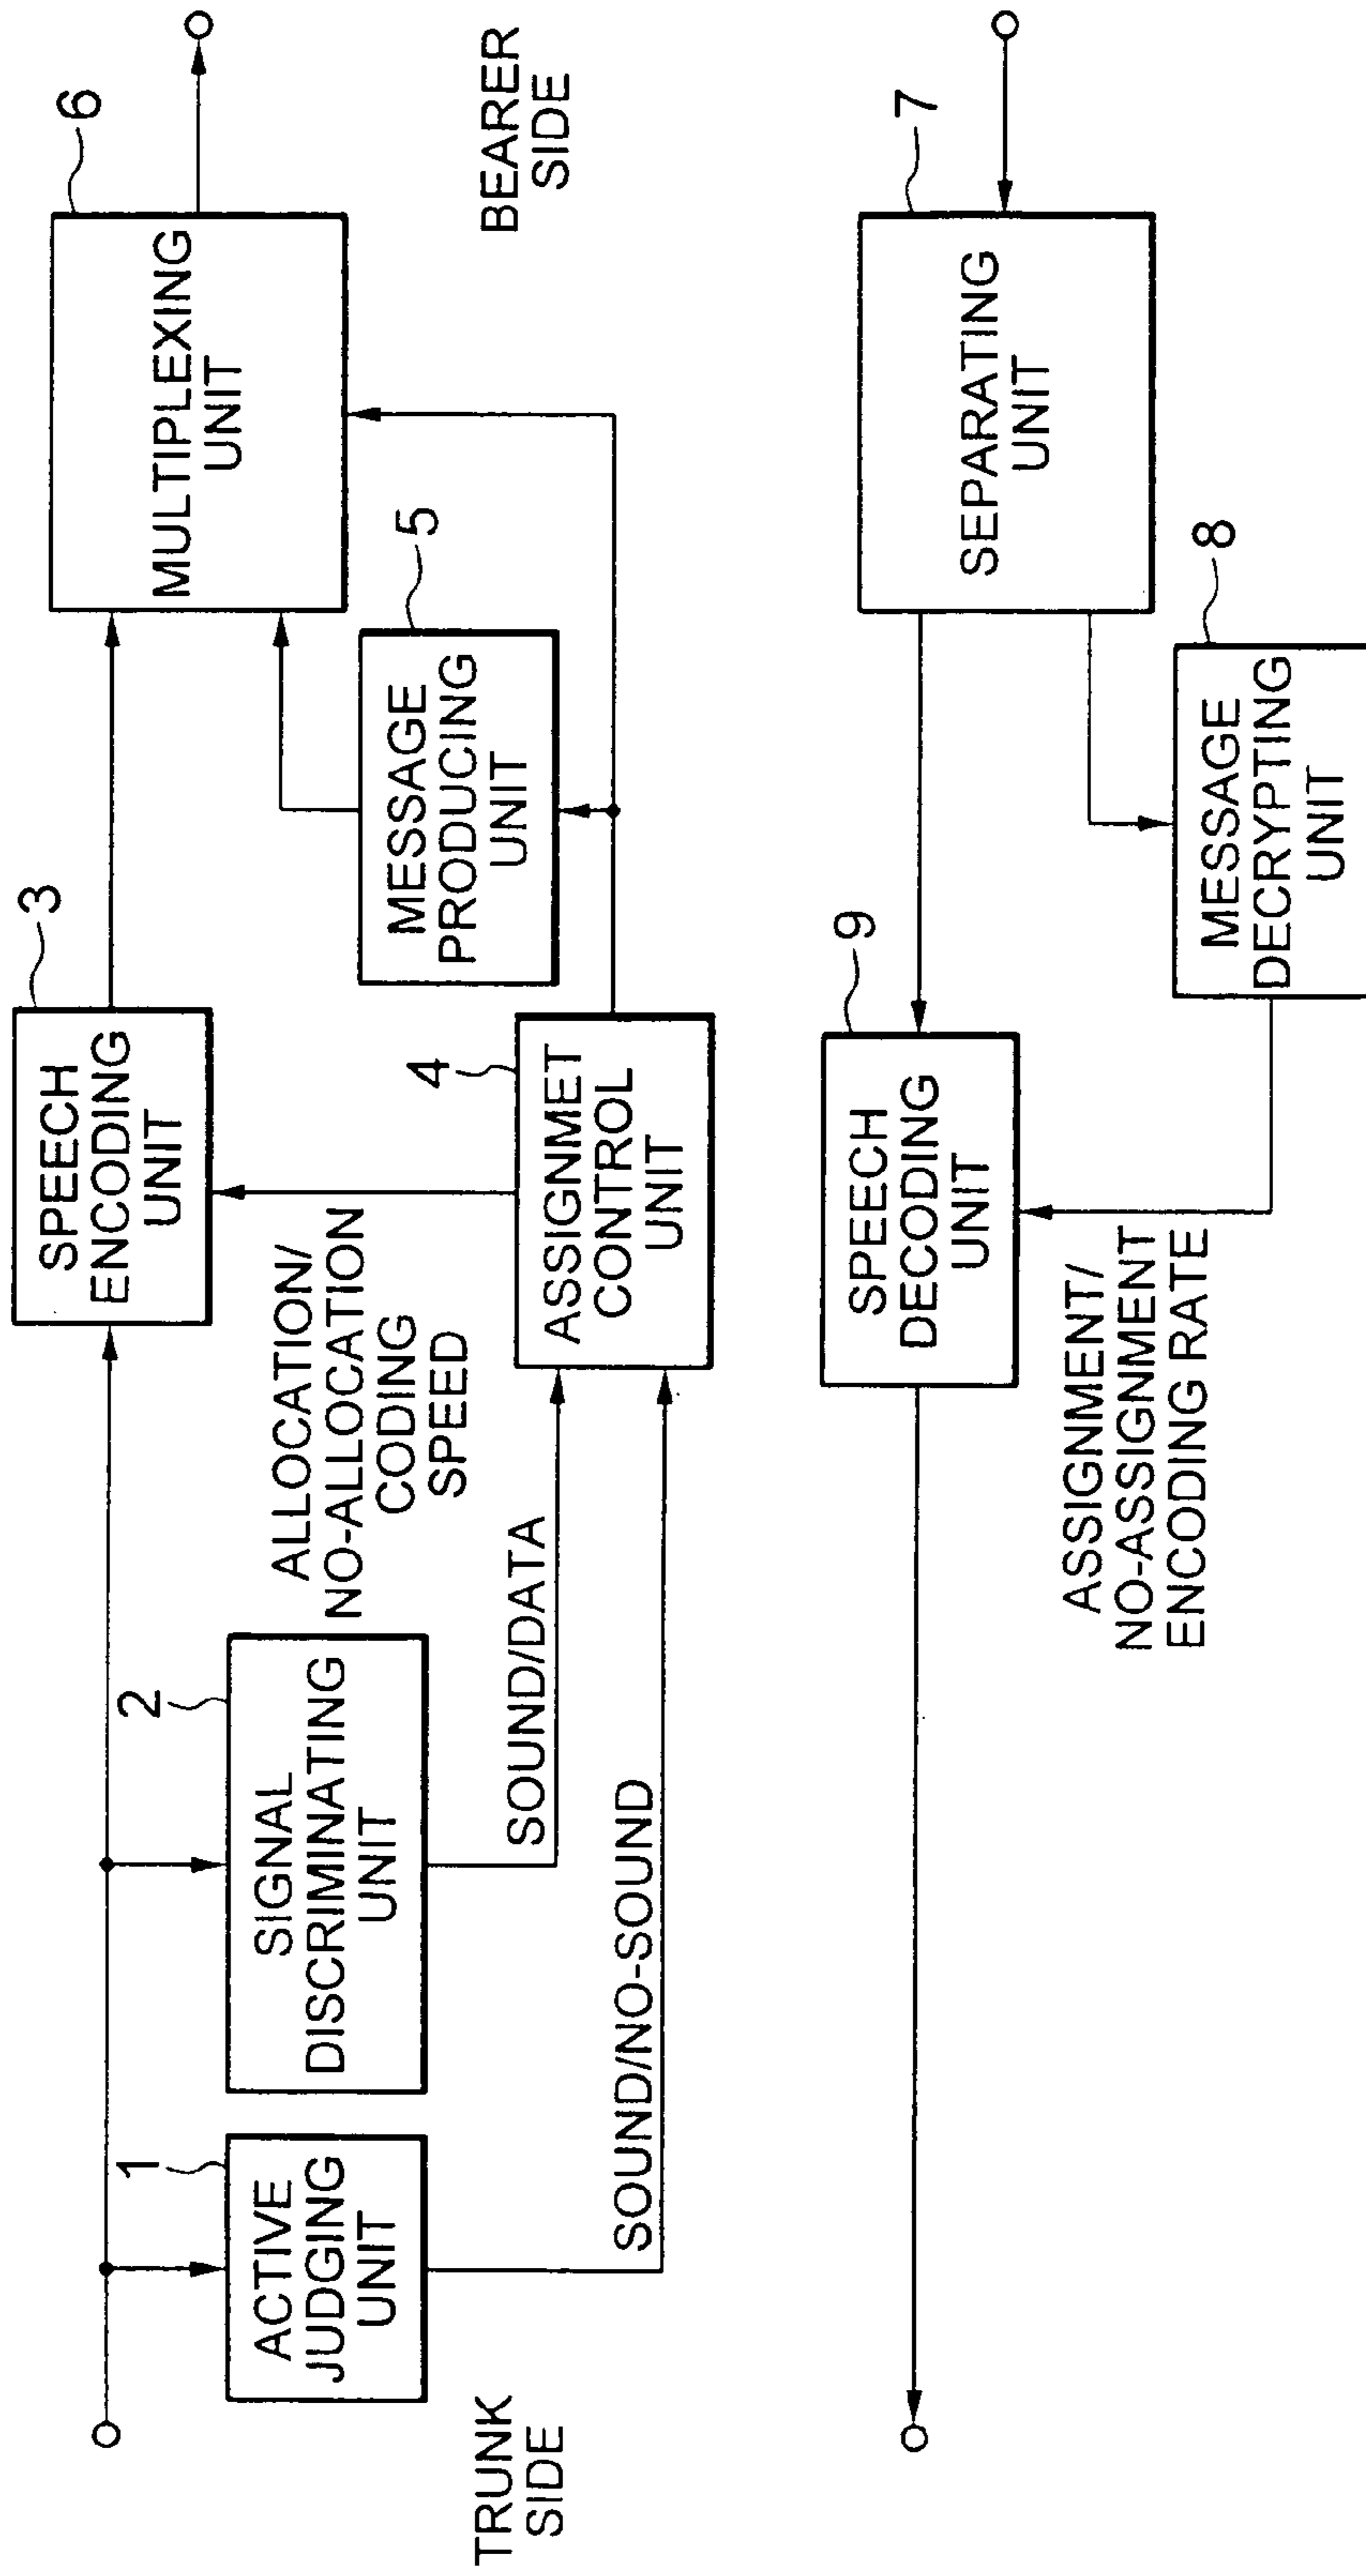 TRUNK
SIDE
1
ACTIVE
JUDGING
UNIT
2
SIGNAL
DISCRIMINATING
UNIT
SOUND/DATA
SOUND/NO-SOUND
3
SPEECH
ENCODING
UNIT
ALLOCATION/
NO-ALLOCATION
CODING
SPEED
4
ASSIGNMET
CONTROL
UNIT
5
MESSAGE
PRODUCING
UNIT
6
MULTIPLEXING
UNIT
BEARER
SIDE
9
SPEECH
DECODING
UNIT
ASSIGNMENT/
NO-ASSIGNMENT
ENCODING RATE
8
MESSAGE
DECRYPTING
UNIT
7
SEPARATING
UNIT